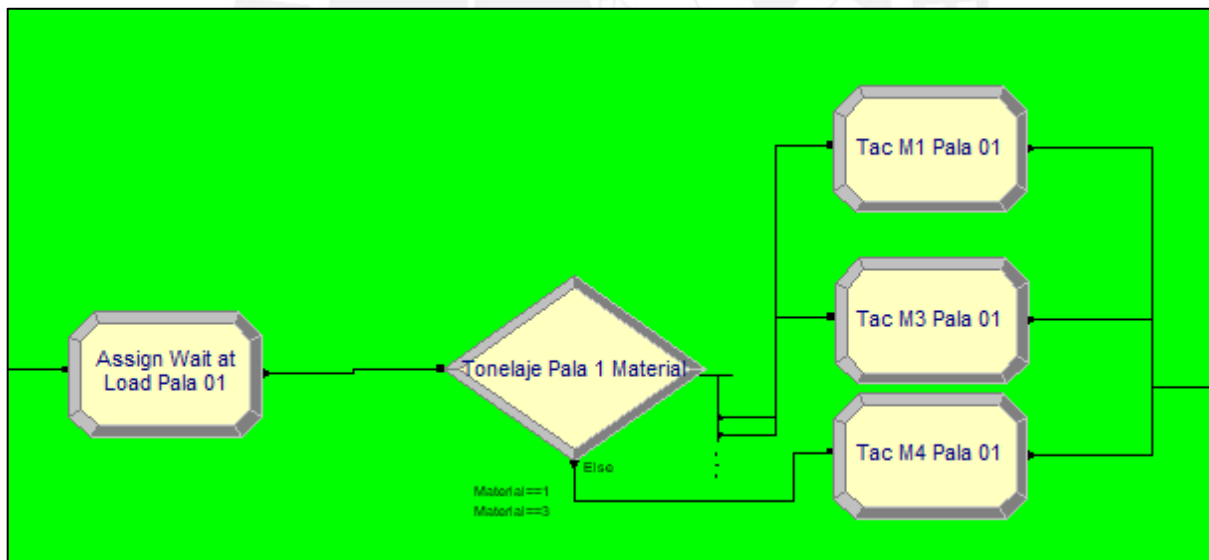 Assign Wait at
Load Pala 01
Tonelaje Pala 1 Material
Else
Material==1
Material==3
Tac M1 Pala 01
Tac M3 Pala 01
Tac M4 Pala 01